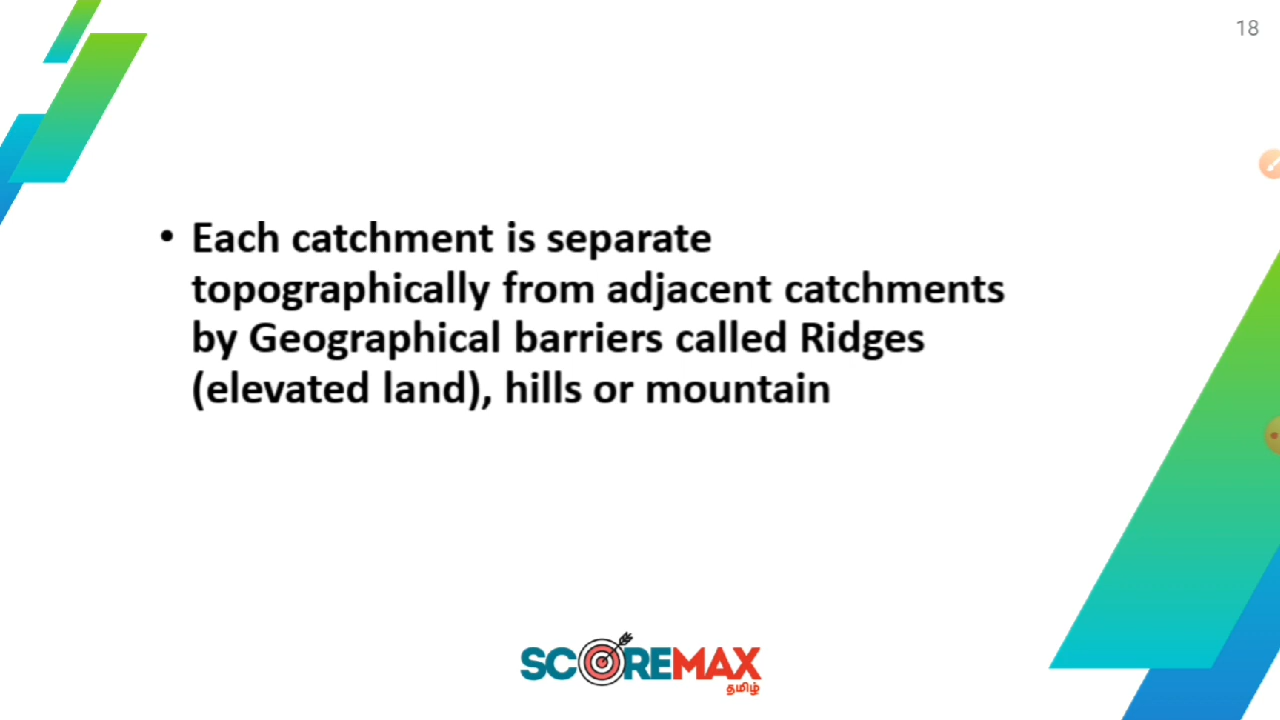 18
• Each catchment is separate
topographically from adjacent catchments
by Geographical barriers called Ridges
(elevated land), hills or mountain
SCOREMAX
தமிழ்